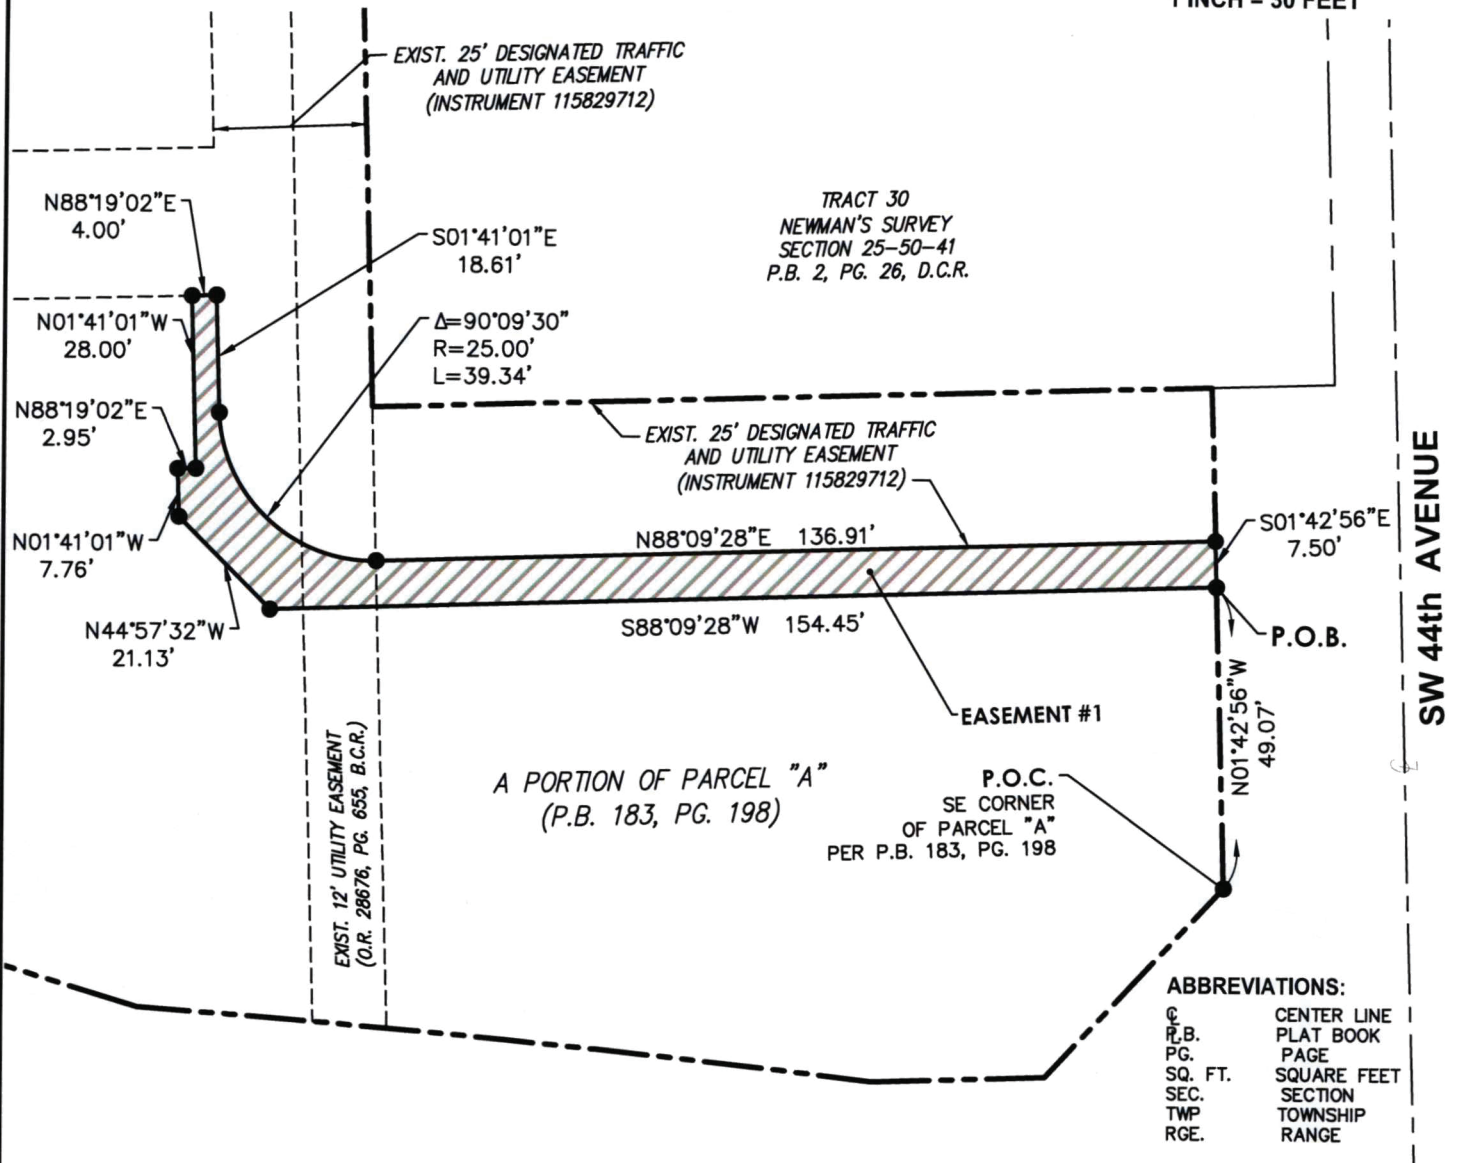 1 INCH = 30 FEET
EXIST. 25' DESIGNATED TRAFFIC
AND UTILITY EASEMENT
(INSTRUMENT 115829712)
N88°19'02"E
4.00'
S01°41'01"E
18.61'
TRACT 30
NEWMAN'S SURVEY
SECTION 25-50-41
P.B. 2, PG. 26, D.C.R.
N01°41'01"W
28.00'
Δ=90°09'30"
R=25.00'
L=39.34'
N88°19'02"E
2.95'
EXIST. 25' DESIGNATED TRAFFIC
AND UTILITY EASEMENT
(INSTRUMENT 115829712)
N01°41'01"W
7.76'
N88°09'28"E 136.91'
S01°42'56"E
7.50'
S88°09'28"W 154.45'
N44°57'32"W
21.13'
P.O.B.
SW 44th AVENUE
EASEMENT #1
N01°42'56"W
49.07'
EXIST. 12' UTILITY EASEMENT
(O.R. 28676, PG. 655, B.C.R.)
A PORTION OF PARCEL "A"
(P.B. 183, PG. 198)
P.O.C.
SE CORNER
OF PARCEL "A"
PER P.B. 183, PG. 198
℄
ABBREVIATIONS:
℄ CENTER LINE
P.B. PLAT BOOK
PG. PAGE
SQ. FT. SQUARE FEET
SEC. SECTION
TWP TOWNSHIP
RGE. RANGE